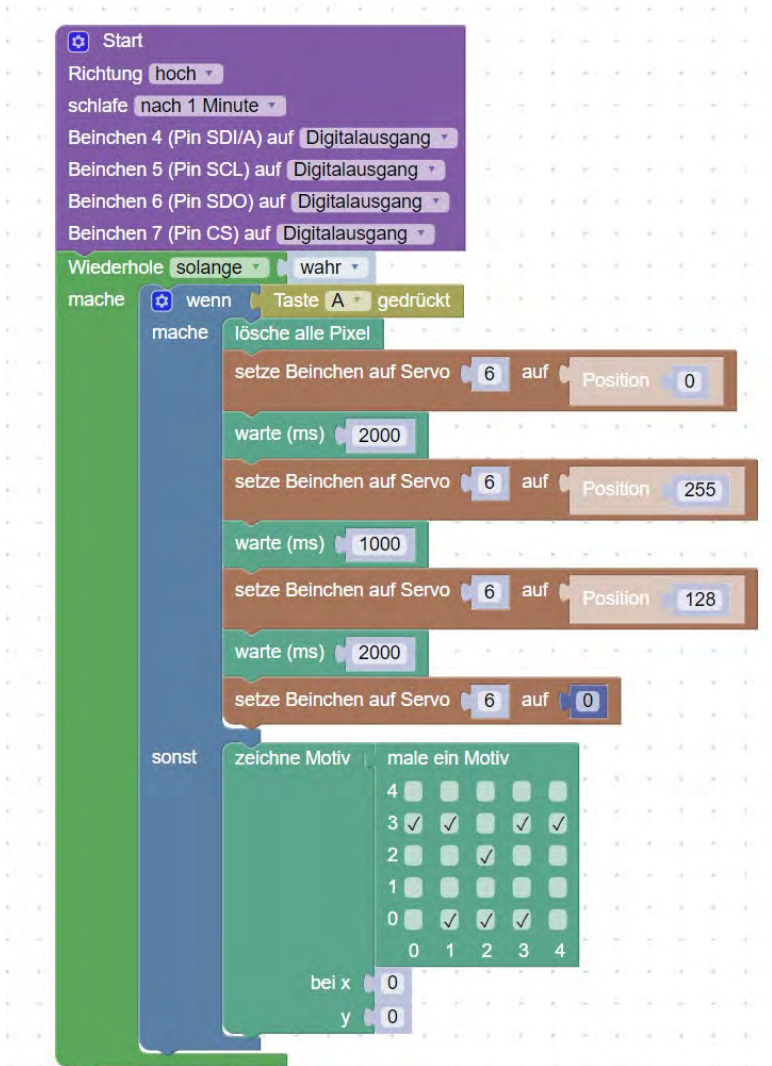 Start
Richtung hoch
schlafe nach 1 Minute
Beinchen 4 (Pin SDI/A) auf Digitalausgang
Beinchen 5 (Pin SCL) auf Digitalausgang
Beinchen 6 (Pin SDO) auf Digitalausgang
Beinchen 7 (Pin CS) auf Digitalausgang
Wiederhole solange wahr
mache wenn Taste A gedrückt
mache lösche alle Pixel
setze Beinchen auf Servo 6 auf Position 0
warte (ms) 2000
setze Beinchen auf Servo 6 auf Position 255
warte (ms) 1000
setze Beinchen auf Servo 6 auf Position 128
warte (ms) 2000
setze Beinchen auf Servo 6 auf 0
sonst zeichne Motiv male ein Motiv
4
3 ✓ ✓ ✓ ✓
2 ✓
1
0 ✓ ✓ ✓
0 1 2 3 4
bei x 0
y 0